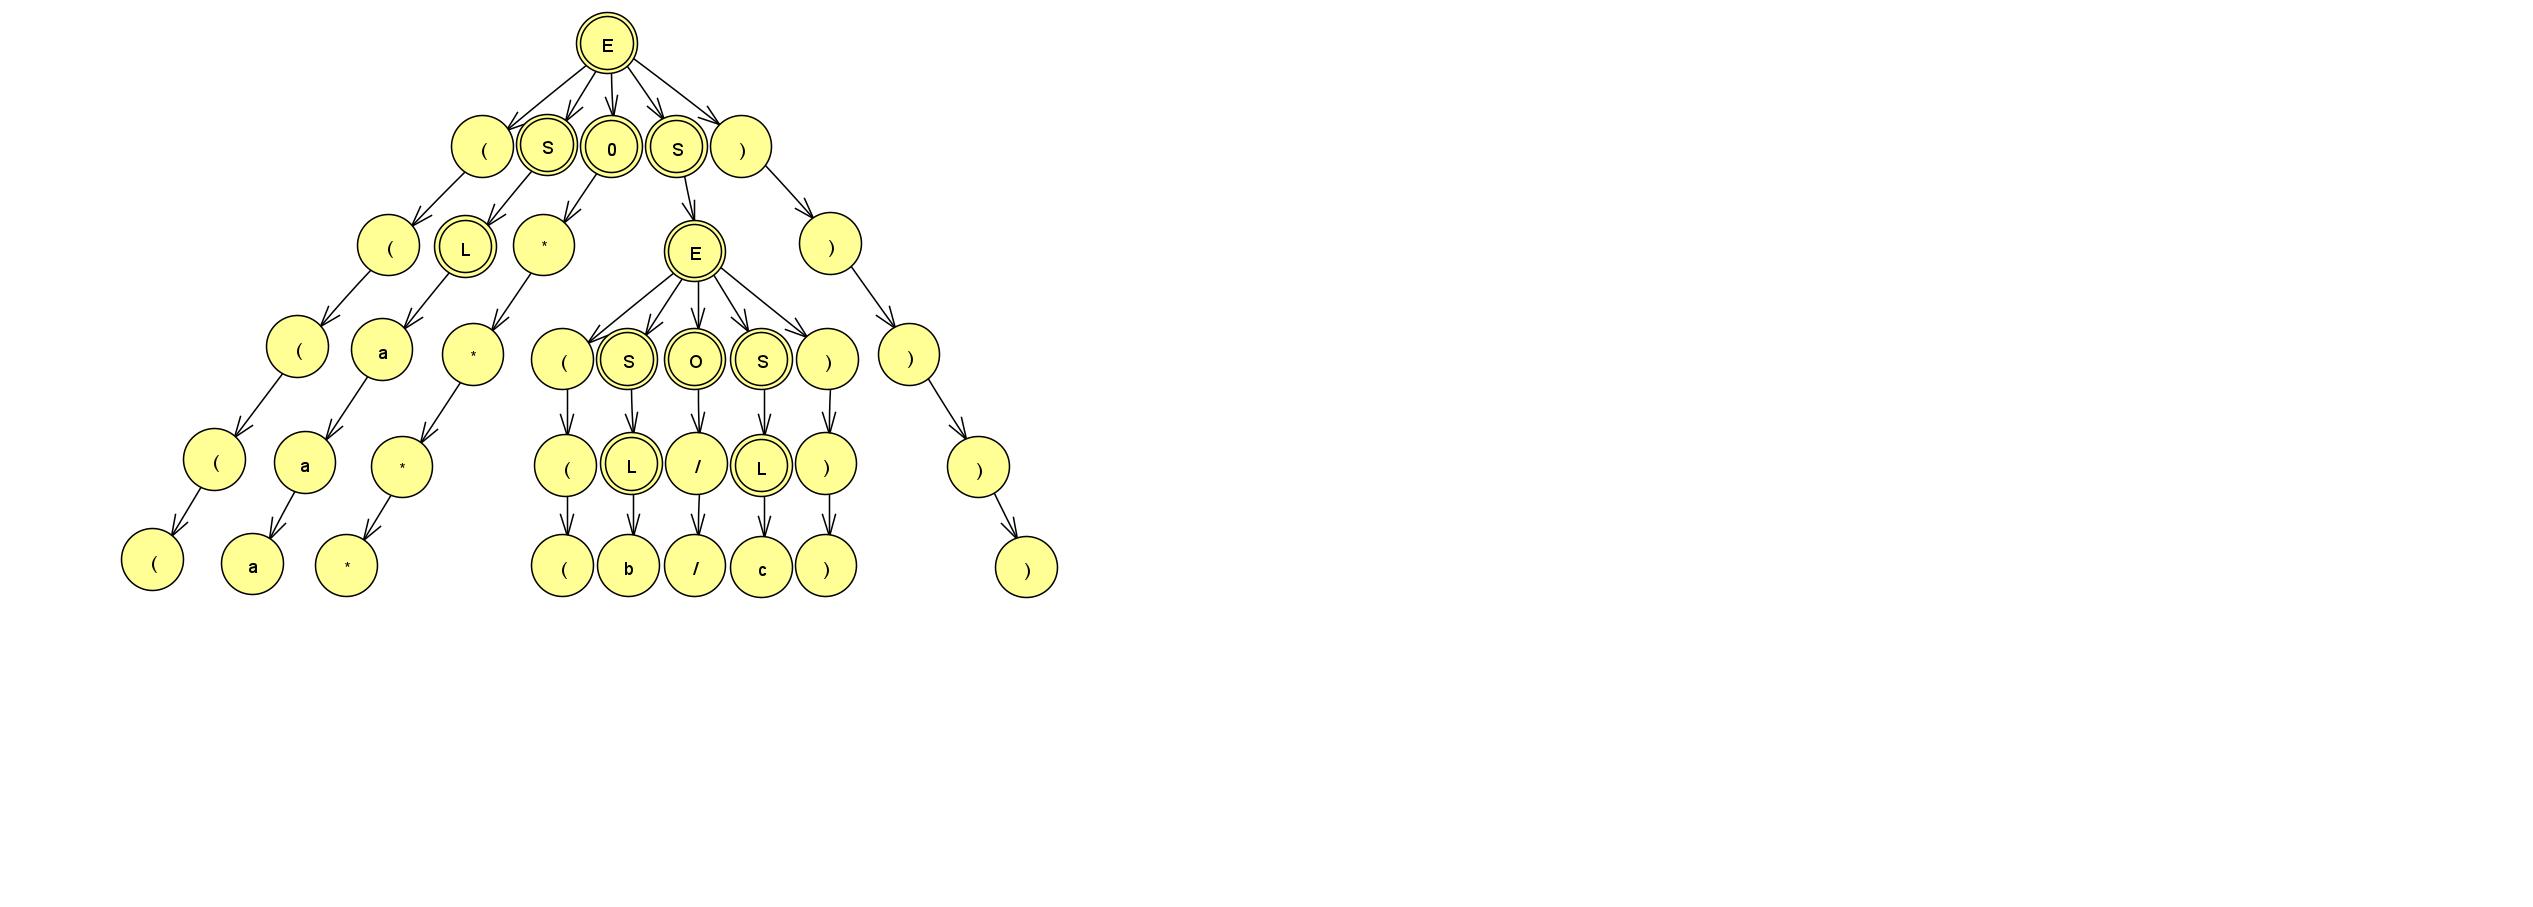 E
( S 0 S )
( L * E )
( a * ( S O S ) )
( a * ( L / L ) )
( a * ( b / c ) )